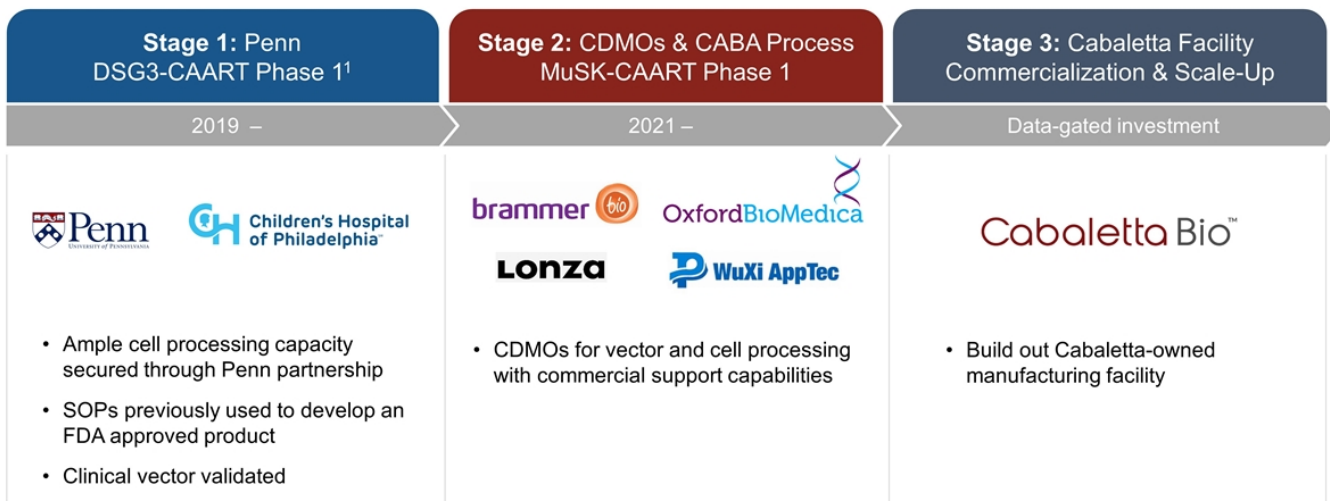 Stage 1: Penn
DSG3-CAART Phase 1¹
Stage 2: CDMOs & CABA Process
MuSK-CAART Phase 1
Stage 3: Cabaletta Facility
Commercialization & Scale-Up
2019 –
2021 –
Data-gated investment
Penn
UNIVERSITY OF PENNSYLVANIA
CH Children's Hospital
of Philadelphia™
brammer bio
OxfordBioMedica
Lonza
WuXi AppTec
Cabaletta Bio™
• Ample cell processing capacity
secured through Penn partnership
• SOPs previously used to develop an
FDA approved product
• Clinical vector validated
• CDMOs for vector and cell processing
with commercial support capabilities
• Build out Cabaletta-owned
manufacturing facility